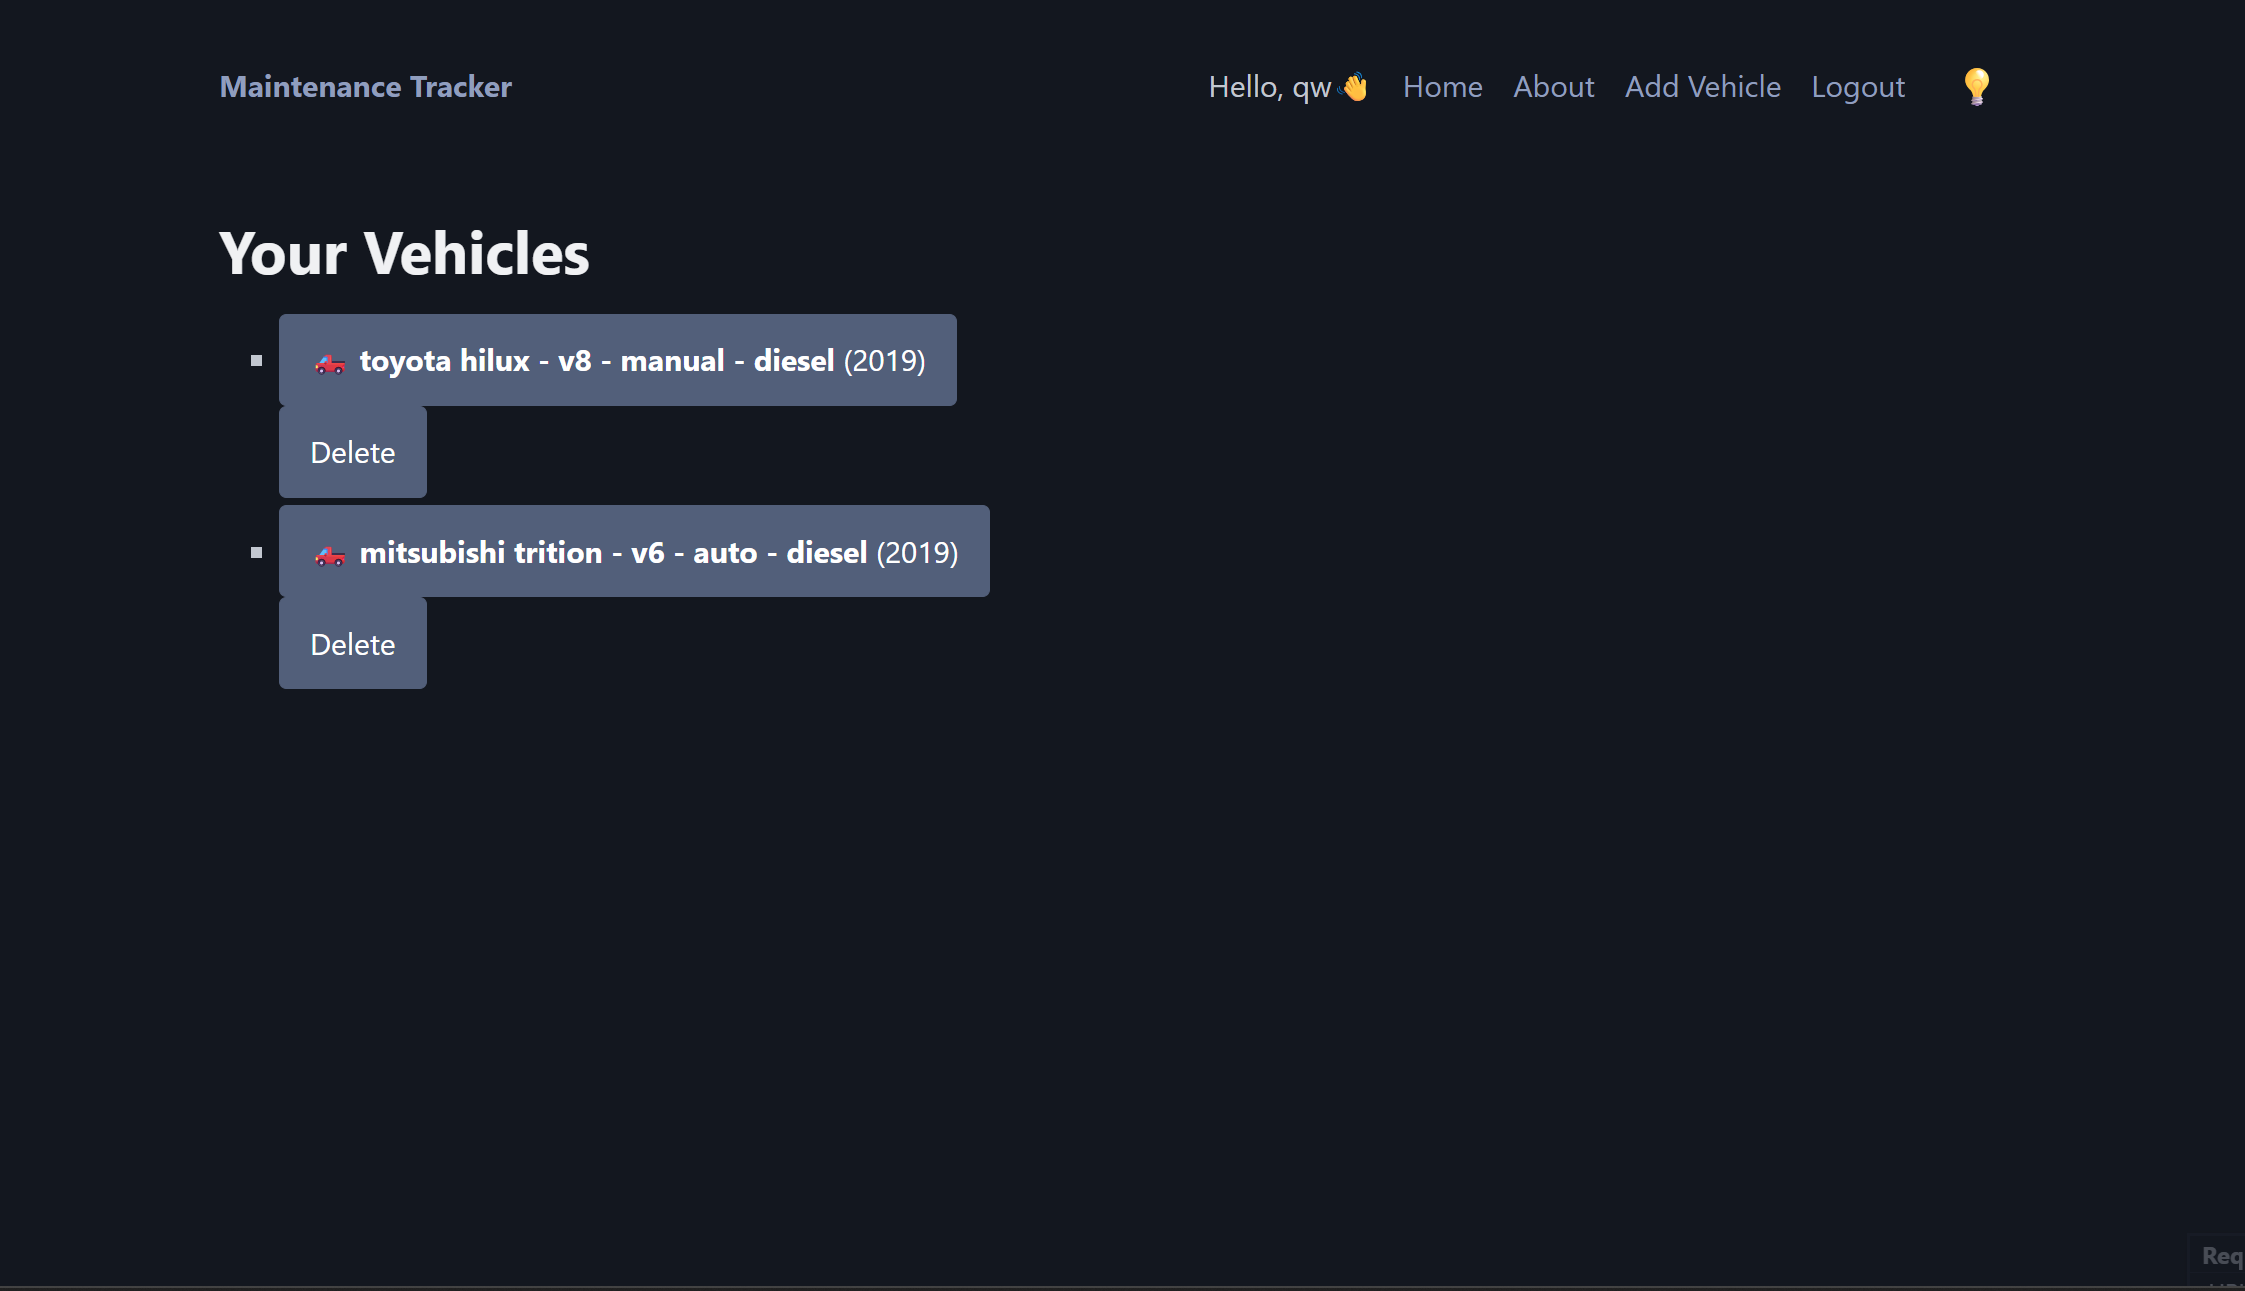 Maintenance Tracker
Hello, qw👋 Home About Add Vehicle Logout 💡
Your Vehicles
🛻 toyota hilux - v8 - manual - diesel (2019)
Delete
🛻 mitsubishi trition - v6 - auto - diesel (2019)
Delete
Req